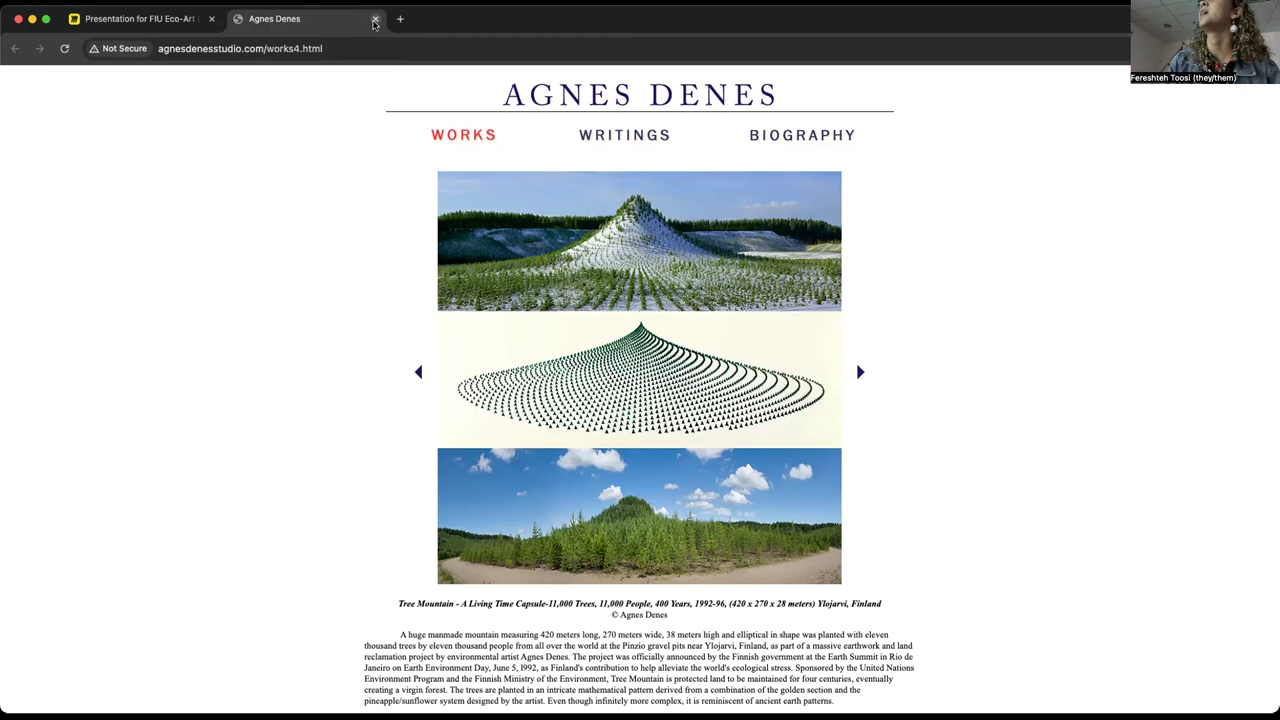 Presentation for FIU Eco-Art
Agnes Denes
Not Secure
agnesdenesstudio.com/works4.html
Fereshteh Toosi (they/them)
AGNES DENES
WORKS WRITINGS BIOGRAPHY
Tree Mountain - A Living Time Capsule-11,000 Trees, 11,000 People, 400 Years, 1992-96, (420 x 270 x 28 meters) Ylojarvi, Finland
© Agnes Denes
A huge manmade mountain measuring 420 meters long, 270 meters wide, 38 meters high and elliptical in shape was planted with eleven
thousand trees by eleven thousand people from all over the world at the Pinzio gravel pits near Ylojarvi, Finland, as part of a massive earthwork and land
reclamation project by environmental artist Agnes Denes. The project was officially announced by the Finnish government at the Earth Summit in Rio de
Janeiro on Earth Environment Day, June 5, l992, as Finland's contribution to help alleviate the world's ecological stress. Sponsored by the United Nations
Environment Program and the Finnish Ministry of the Environment, Tree Mountain is protected land to be maintained for four centuries, eventually
creating a virgin forest. The trees are planted in an intricate mathematical pattern derived from a combination of the golden section and the
pineapple/sunflower system designed by the artist. Even though infinitely more complex, it is reminiscent of ancient earth patterns.